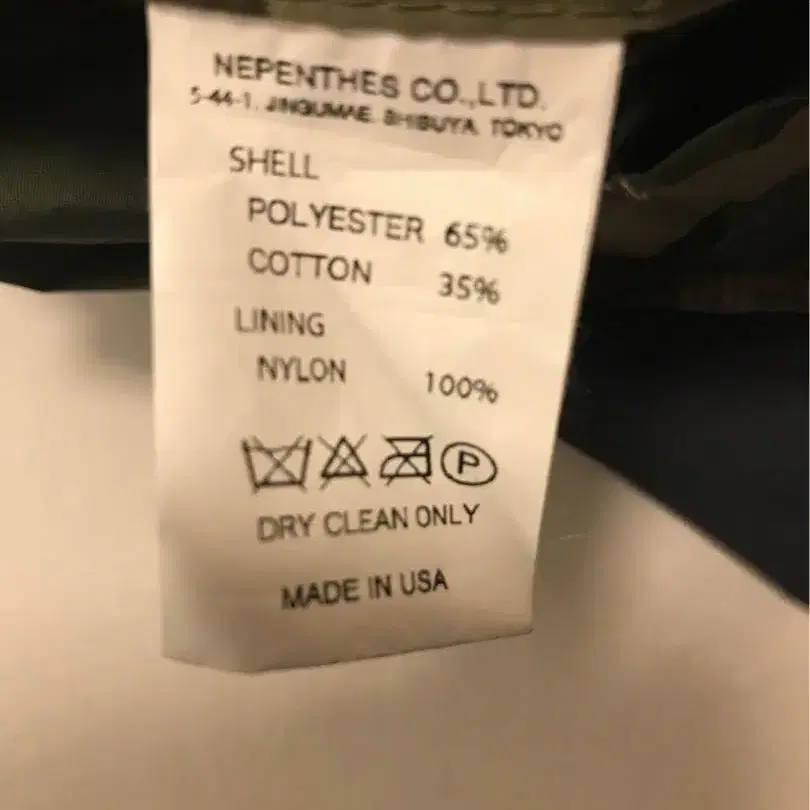 NEPENTHES CO.,LTD.
5-44-1. JINGUMAE. SHIBUYA. TOKYO
SHELL
POLYESTER 65%
COTTON 35%
LINING
NYLON 100%
P
DRY CLEAN ONLY
MADE IN USA